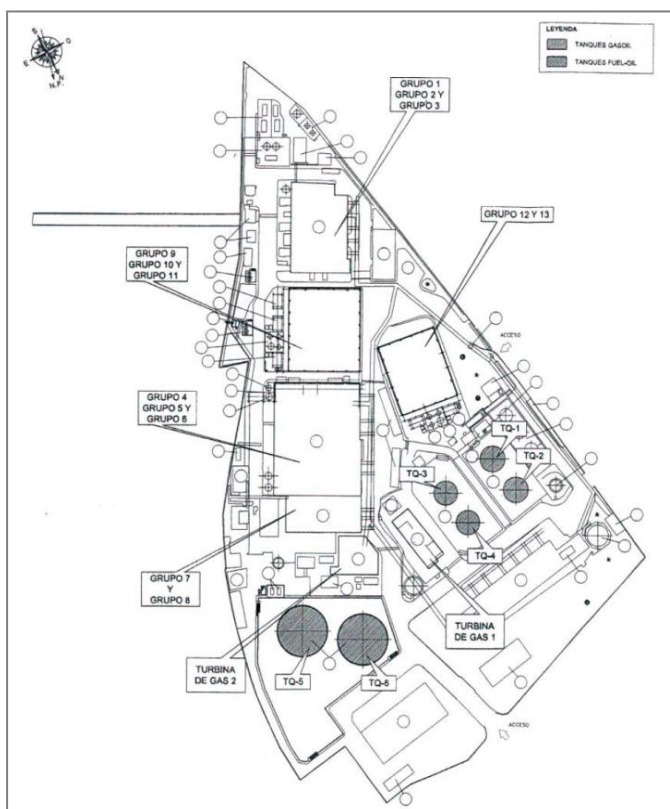 S
O
E
N
N.P.
LEYENDA
TANQUES GASOIL
TANQUES FUEL-OIL
GRUPO 1
GRUPO 2 Y
GRUPO 3
GRUPO 12 Y 13
GRUPO 9
GRUPO 10 Y
GRUPO 11
ACCESO
GRUPO 4
GRUPO 5 Y
GRUPO 6
TQ-1
TQ-2
TQ-3
TQ-4
GRUPO 7
Y
GRUPO 8
TURBINA
DE GAS 1
TURBINA
DE GAS 2
TQ-5
TQ-6
ACCESO